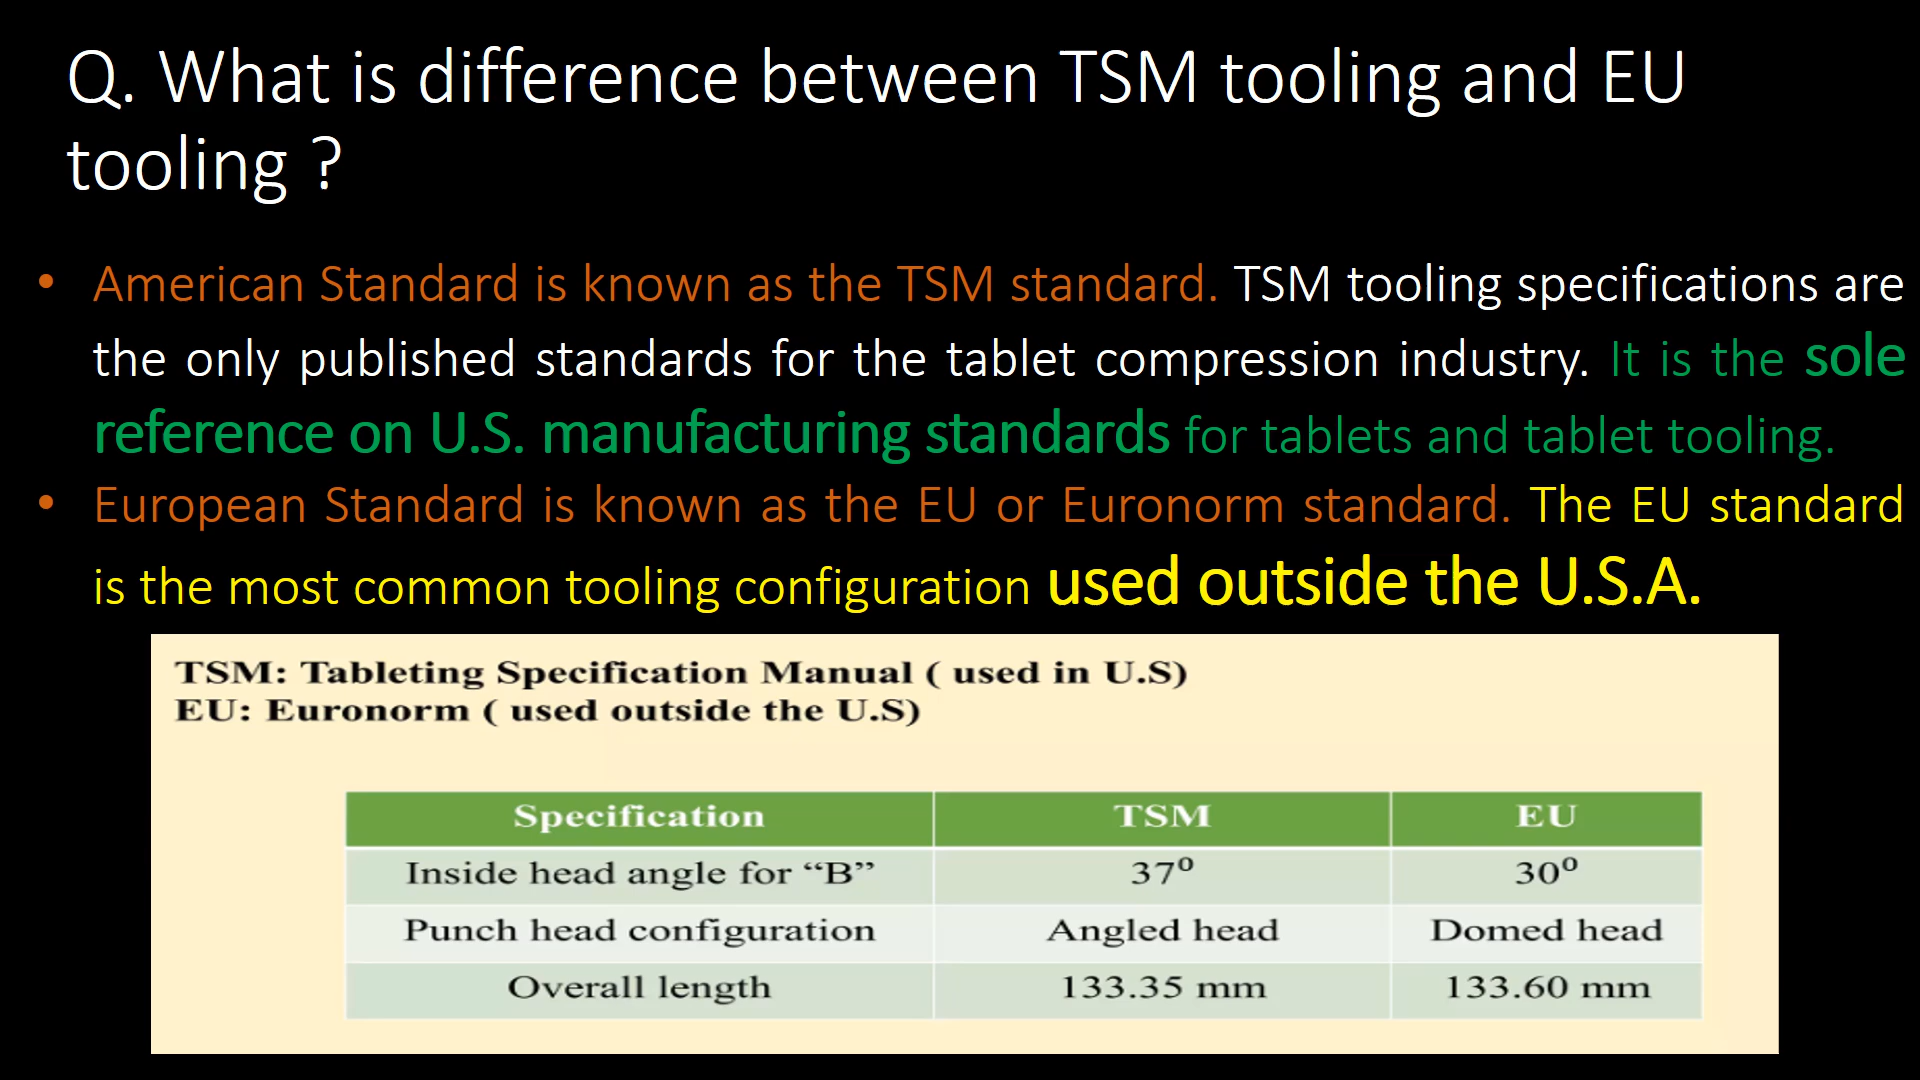 Q. What is difference between TSM tooling and EU
tooling ?
• American Standard is known as the TSM standard. TSM tooling specifications are
the only published standards for the tablet compression industry. It is the sole
reference on U.S. manufacturing standards for tablets and tablet tooling.
• European Standard is known as the EU or Euronorm standard. The EU standard
is the most common tooling configuration used outside the U.S.A.
TSM: Tableting Specification Manual ( used in U.S)
EU: Euronorm ( used outside the U.S)
Specification TSM EU
Inside head angle for “B” 37⁰ 30⁰
Punch head configuration Angled head Domed head
Overall length 133.35 mm 133.60 mm